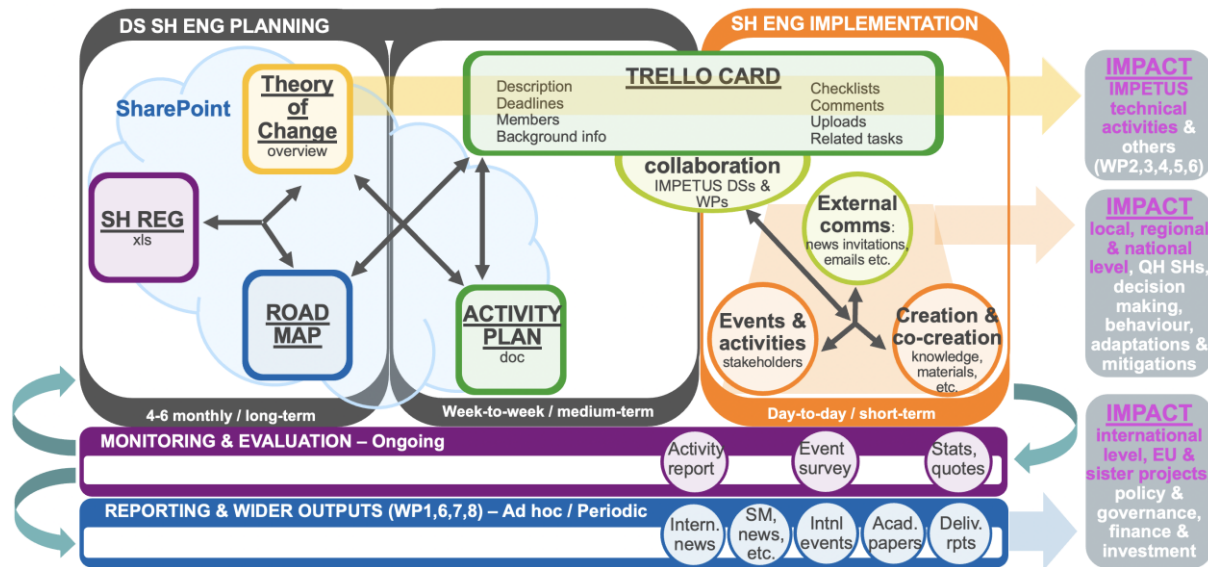 DS SH ENG PLANNING
SH ENG IMPLEMENTATION
SharePoint
Theory
of
Change
overview
SH REG
xls
ROAD
MAP
4-6 monthly / long-term
TRELLO CARD
Description
Deadlines
Members
Background info
Checklists
Comments
Uploads
Related tasks
collaboration
IMPETUS DSs &
WPs
ACTIVITY
PLAN
doc
Week-to-week / medium-term
External
comms:
news invitations,
emails etc.
Events &
activities
stakeholders
Creation &
co-creation
knowledge,
materials,
etc.
Day-to-day / short-term
IMPACT
IMPETUS
technical
activities &
others
(WP2,3,4,5,6)
IMPACT
local, regional
& national
level, QH SHs,
decision
making,
behaviour,
adaptations &
mitigations
IMPACT
international
level, EU &
sister projects
policy &
governance,
finance &
investment
MONITORING & EVALUATION – Ongoing
Activity
report
Event
survey
Stats,
quotes
REPORTING & WIDER OUTPUTS (WP1,6,7,8) – Ad hoc / Periodic
Intern.
news
SM,
news,
etc.
Intnl
events
Acad.
papers
Deliv.
rpts